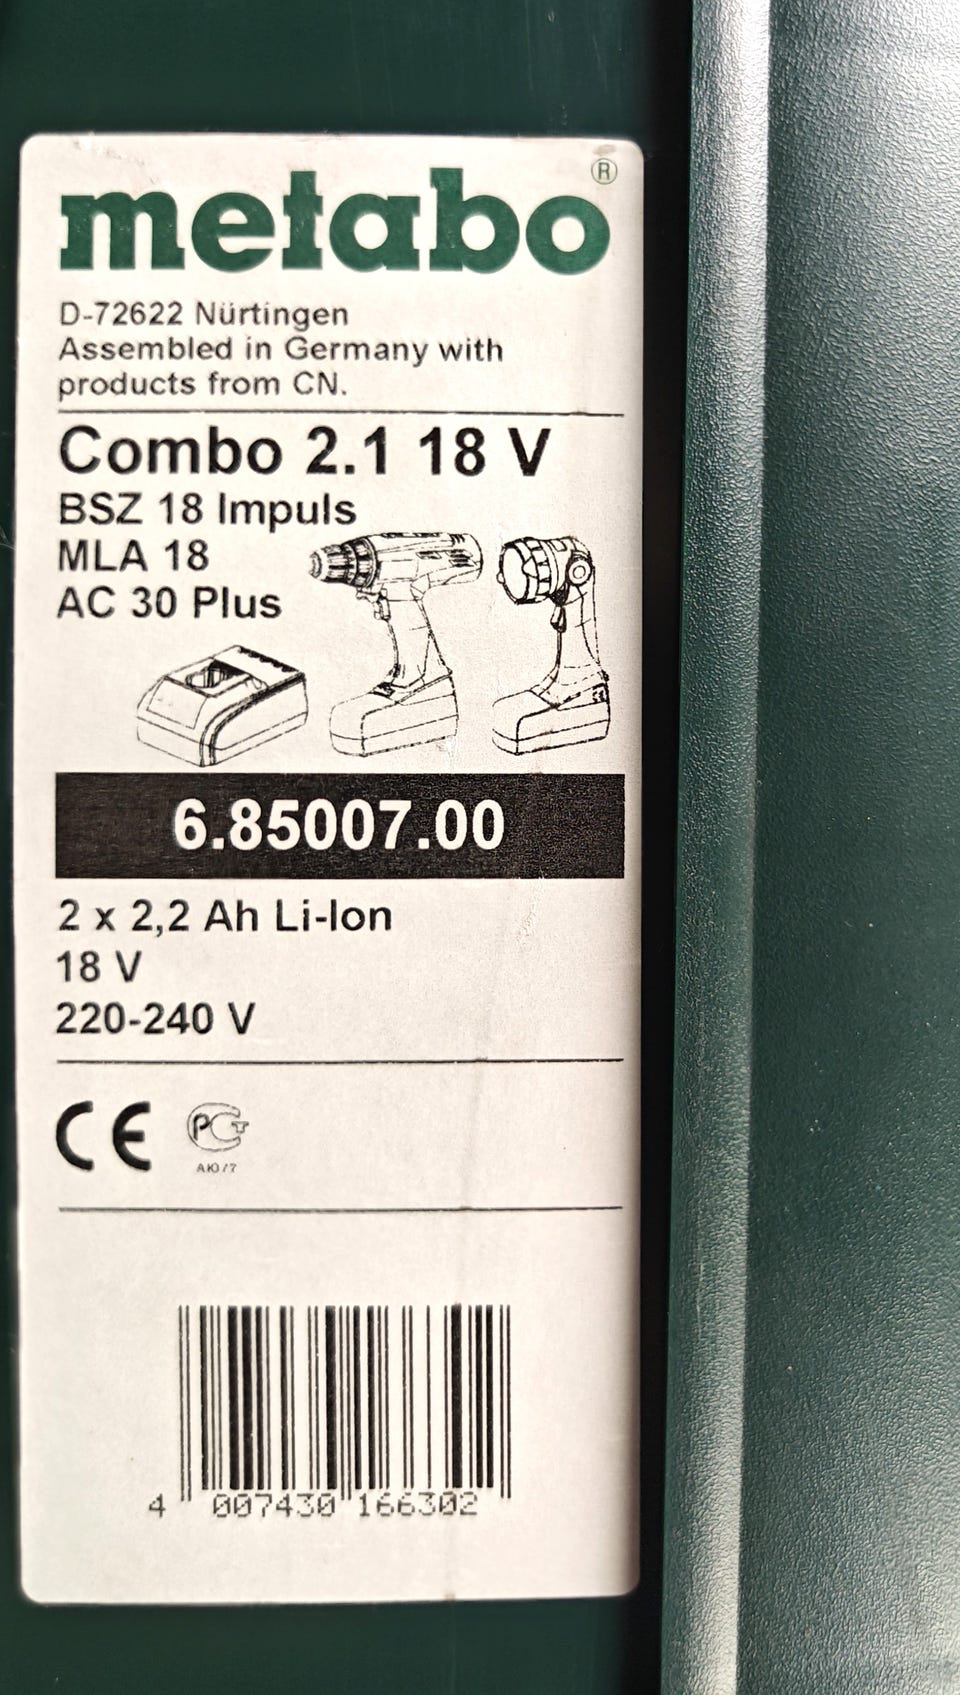 metabo®
D-72622 Nürtingen
Assembled in Germany with
products from CN.
Combo 2.1 18 V
BSZ 18 Impuls
MLA 18
AC 30 Plus
6.85007.00
2 x 2,2 Ah Li-Ion
18 V
220-240 V
CE
4 007430 166302